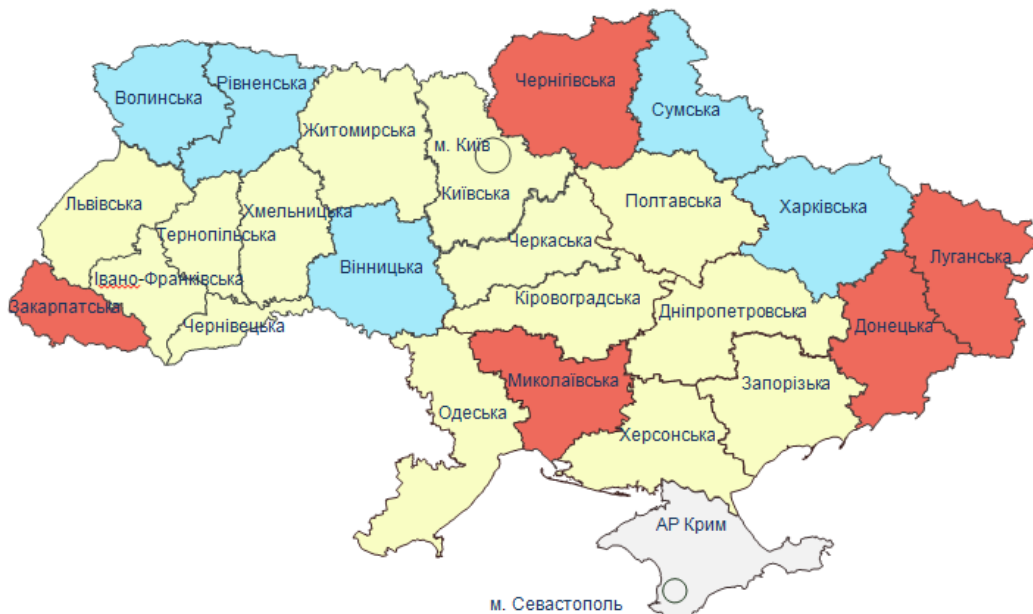 Чернігівська
Волинська
Рівненська
Сумська
Житомирська
м. Київ
Київська
Львівська
Хмельницька
Тернопільська
Полтавська
Харківська
Черкаська
Луганська
Вінницька
Івано-Франківська
Закарпатська
Кіровоградська
Дніпропетровська
Донецька
Чернівецька
Миколаївська
Запорізька
Одеська
Херсонська
АР Крим
м. Севастополь